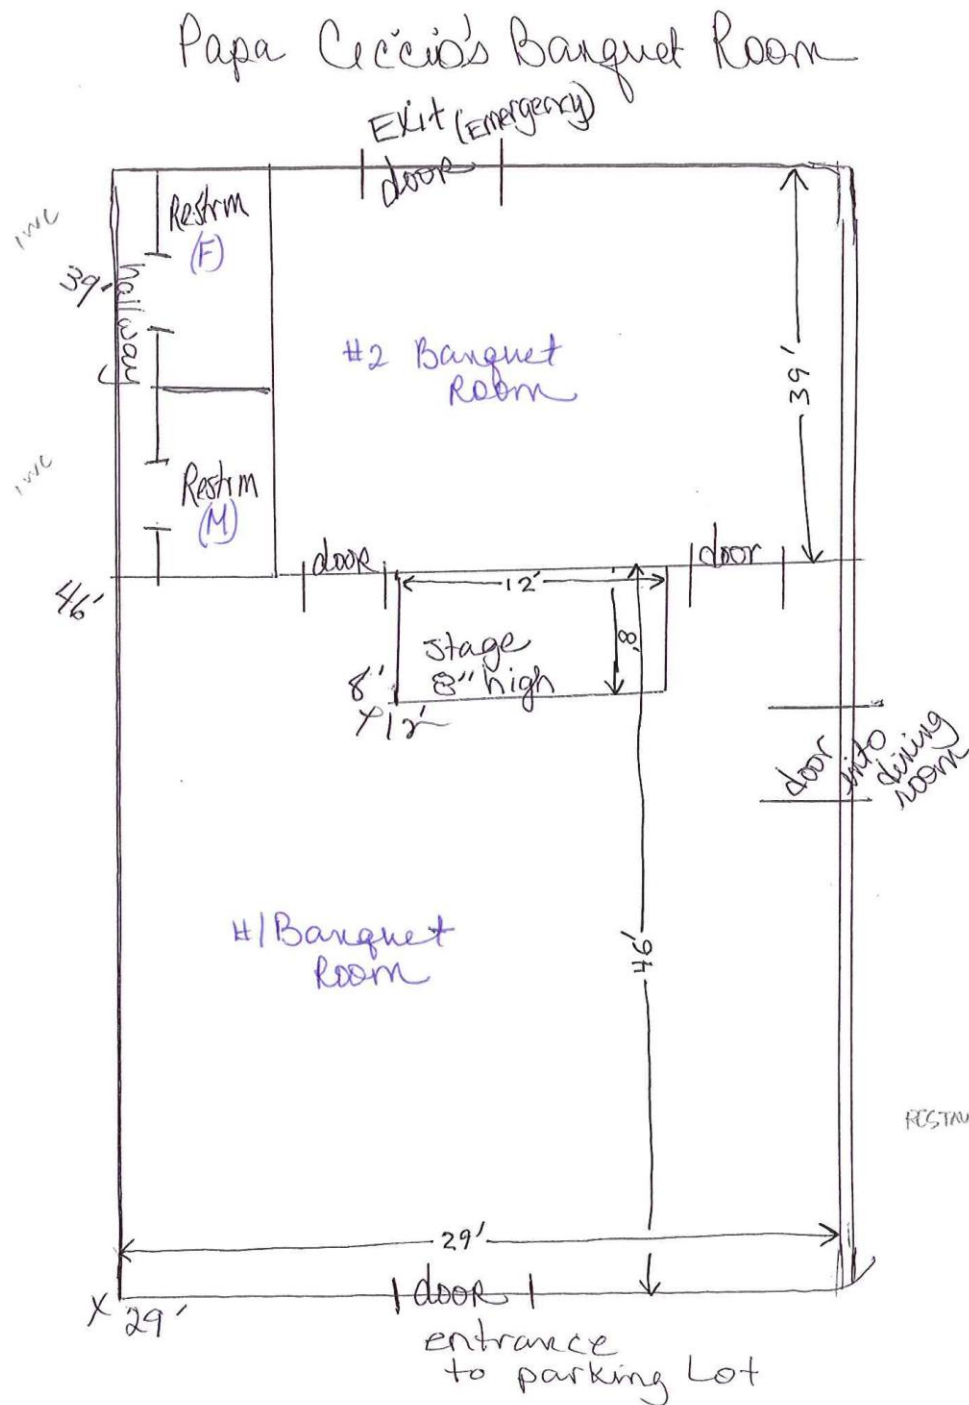 Papa Ciccio's Banquet Room
Exit (Emergency)
door
Restrm
(F)
39'
hallway
#2 Banquet
Room
39'
Restrm
(M)
door
door
46'
12'
8'
stage
8" high
8'
x 12'
door into dining room
#1 Banquet
Room
46'
29'
x 29'
door
entrance
to parking Lot